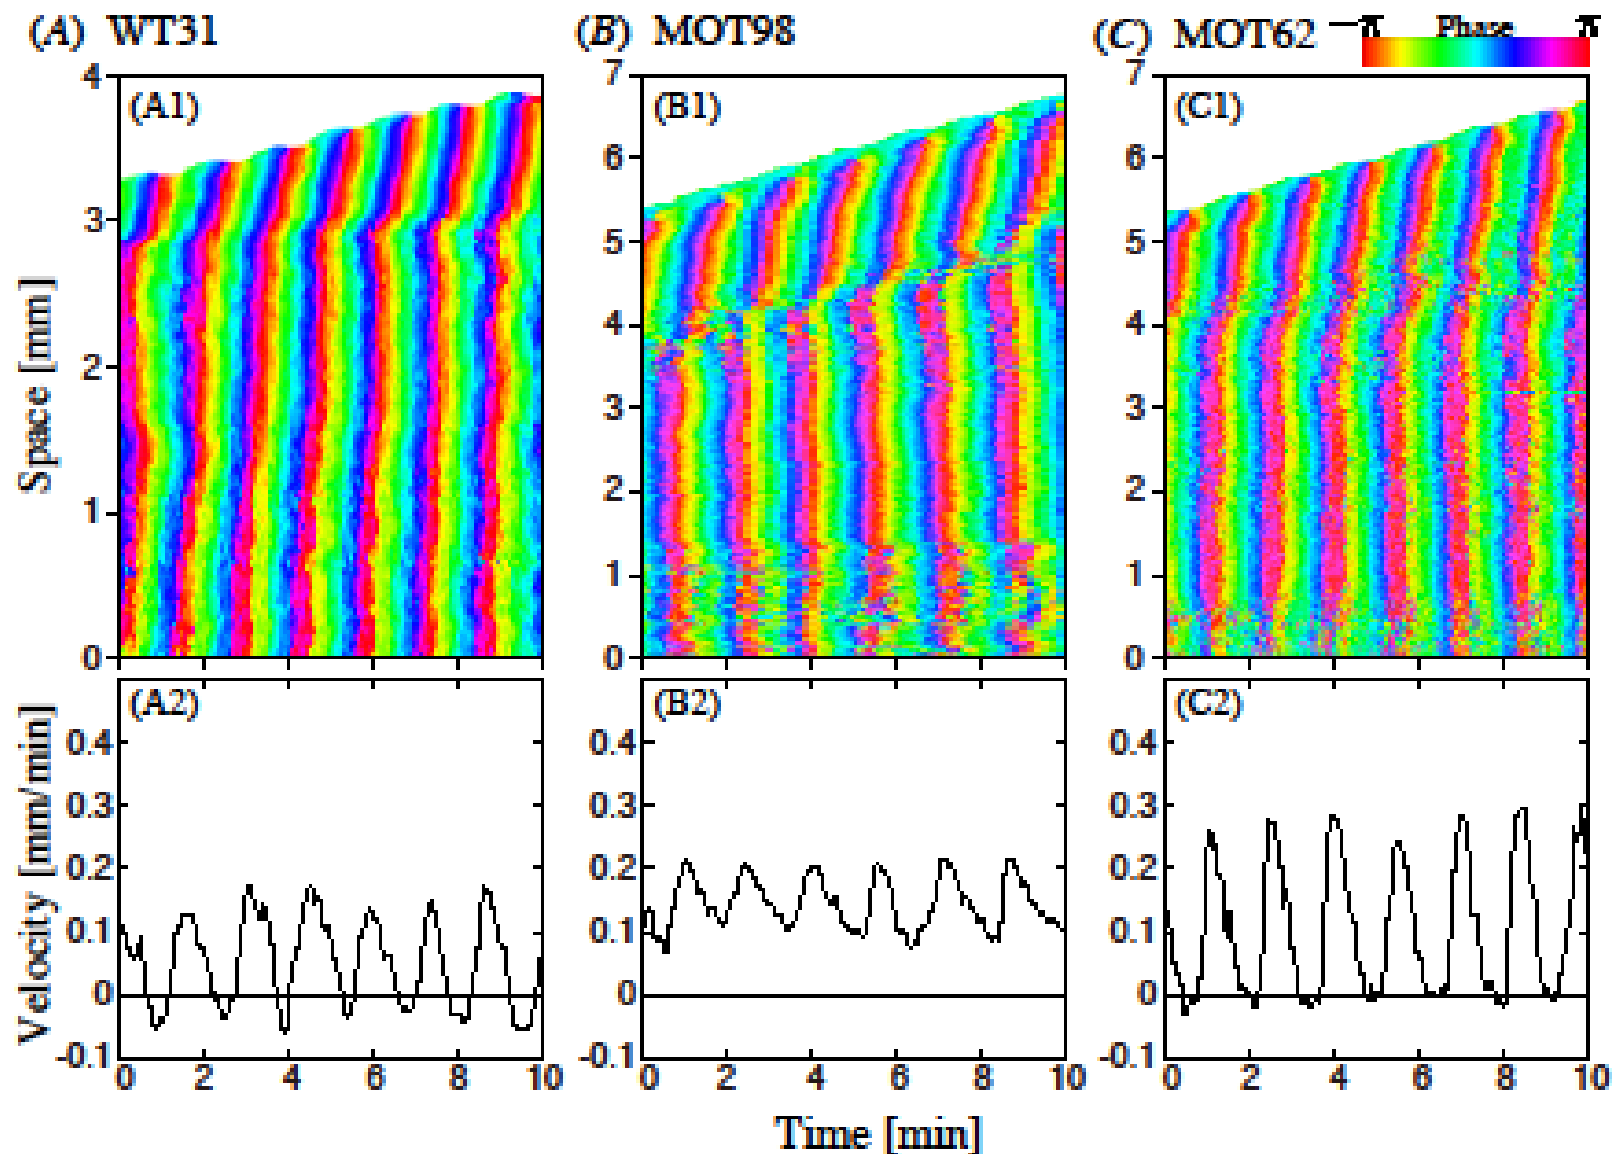 (A) WT31 (B) MOT98 (C) MOT62 −π Phase π
4 7 7
(A1) (B1) (C1)
6 6
3 5 5
4 4
2 3 3
1 2 2
1 1
0 0 0
Space [mm]
(A2) (B2) (C2)
0.4 0.4 0.4
0.3 0.3 0.3
0.2 0.2 0.2
0.1 0.1 0.1
0 0 0
-0.1 -0.1 -0.1
Velocity [mm/min]
0 2 4 6 8 10 0 2 4 6 8 10 0 2 4 6 8 10
Time [min]